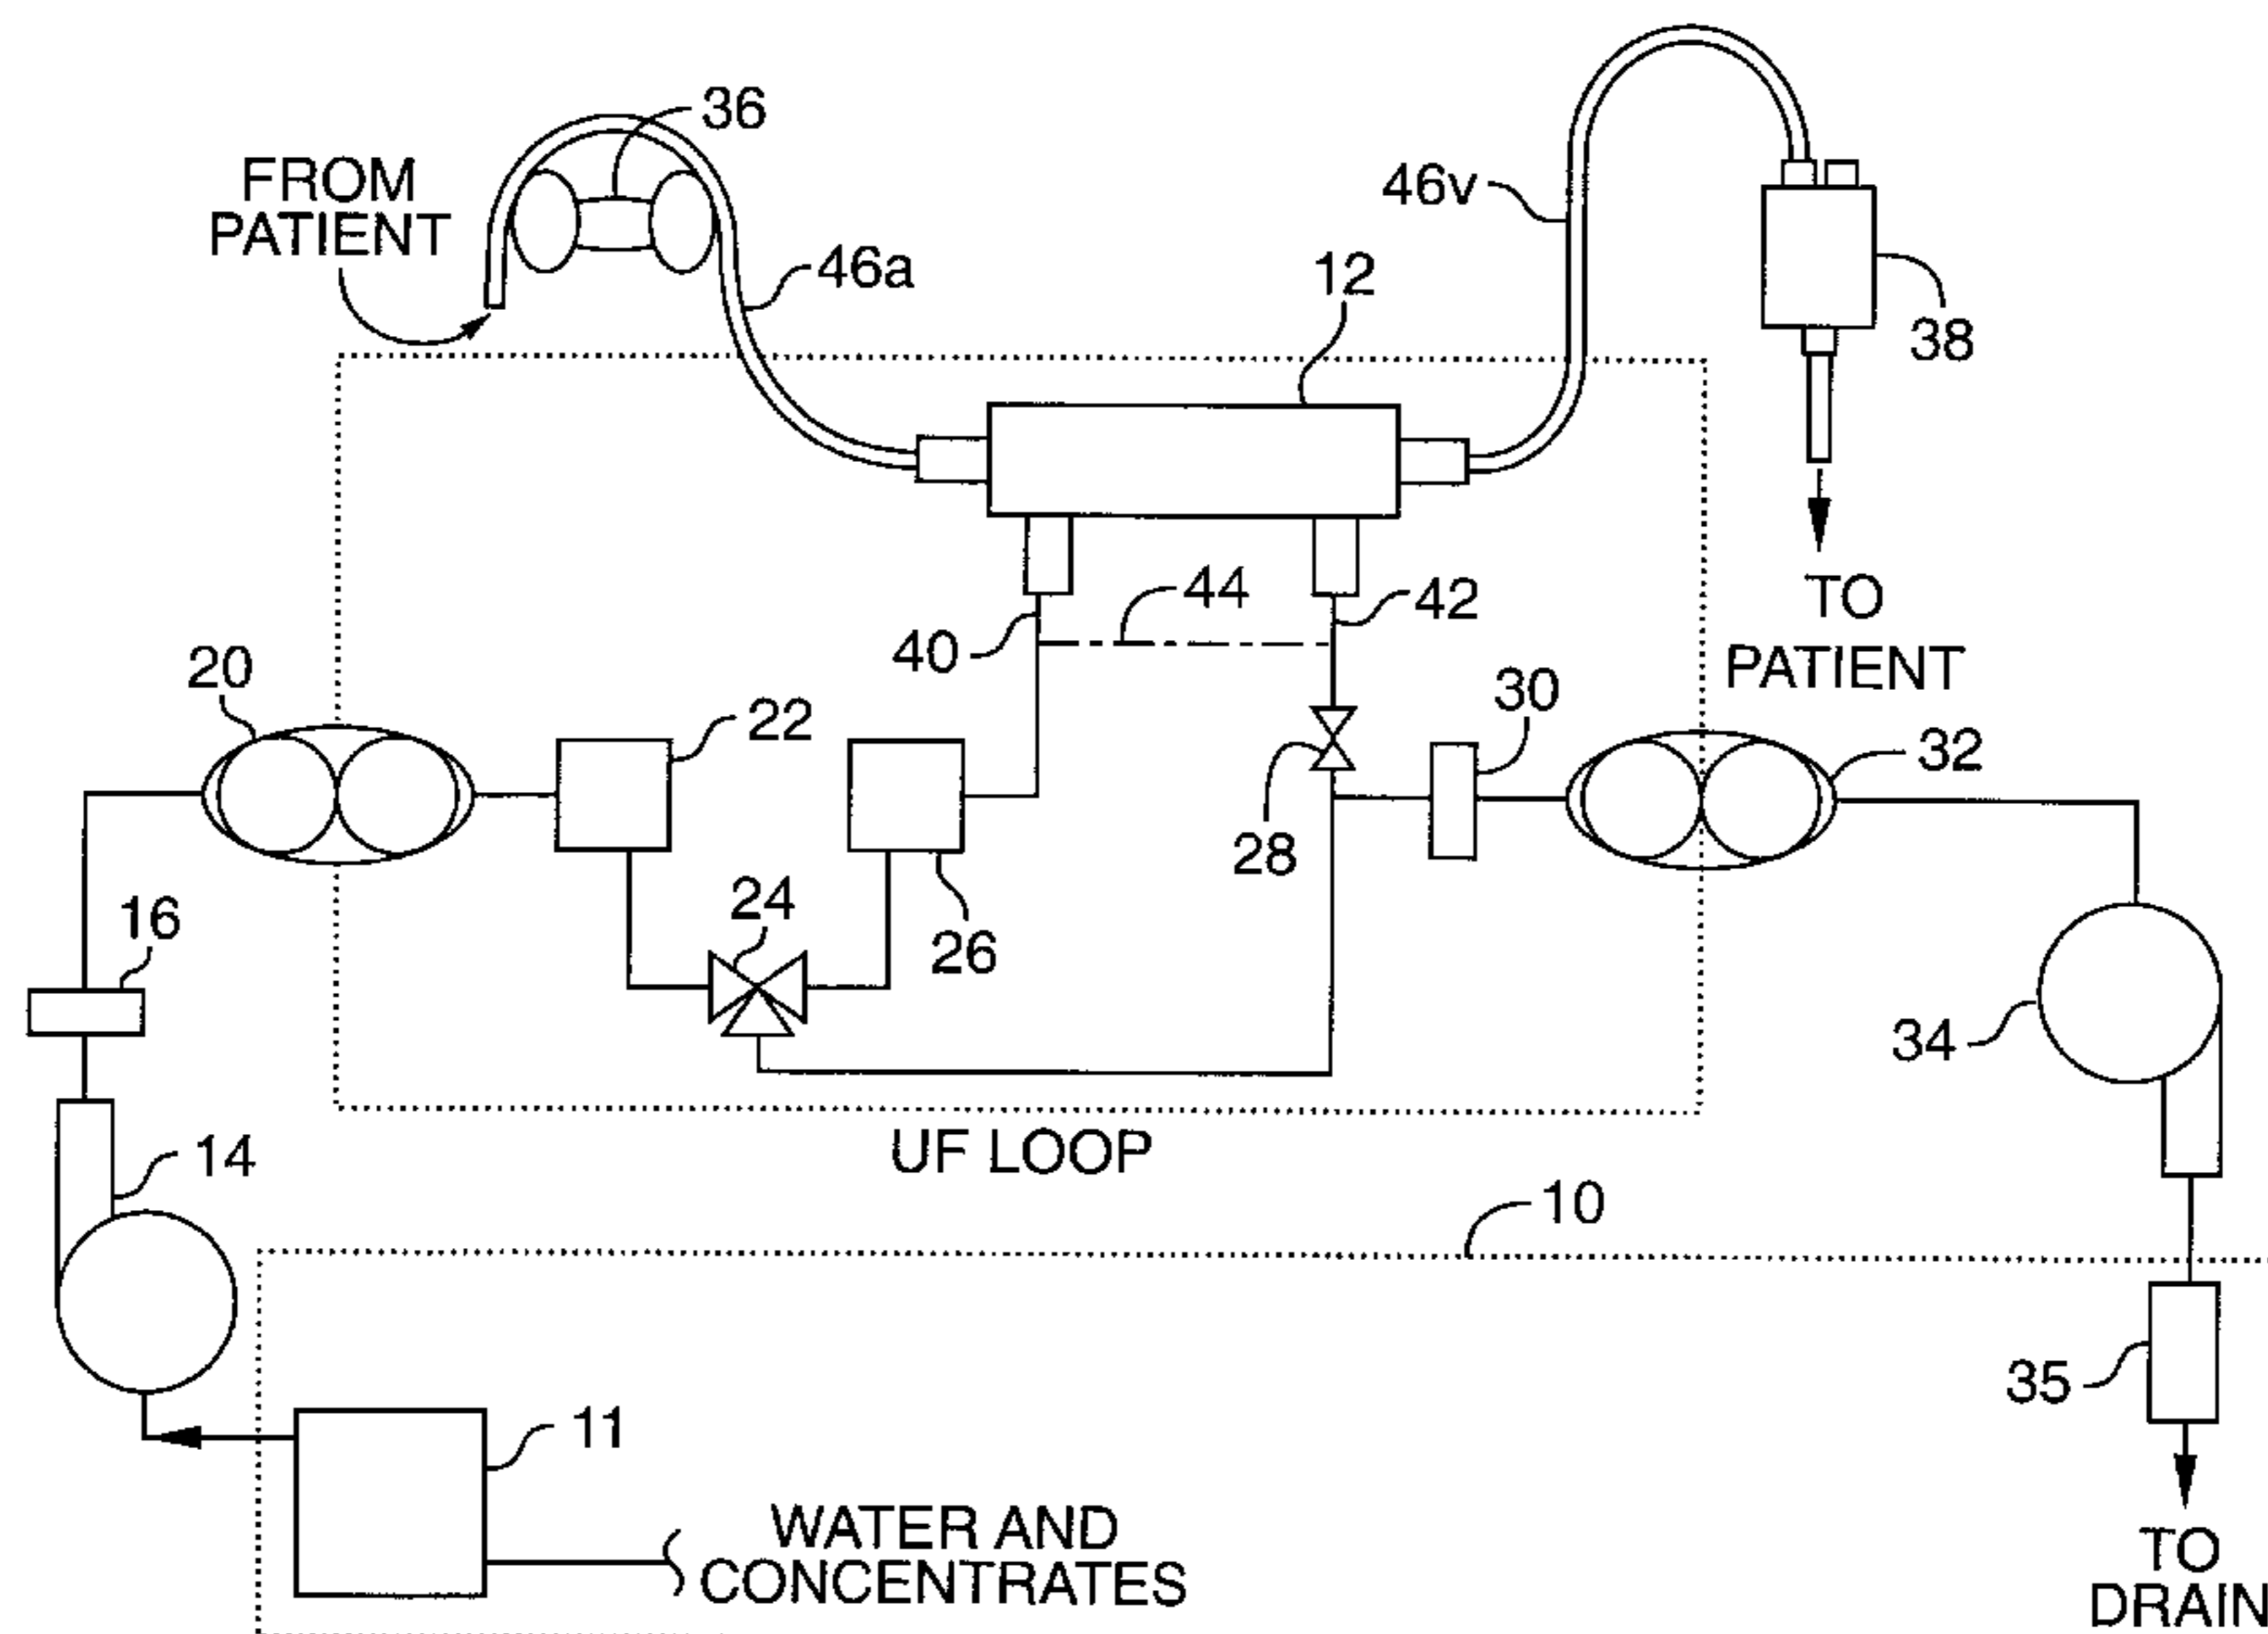 36
FROM
PATIENT
46a
46v
12
38
TO
PATIENT
44
40
42
20
22
30
32
28
24
26
16
34
UF LOOP
14
10
35
11
WATER AND
CONCENTRATES
TO
DRAIN